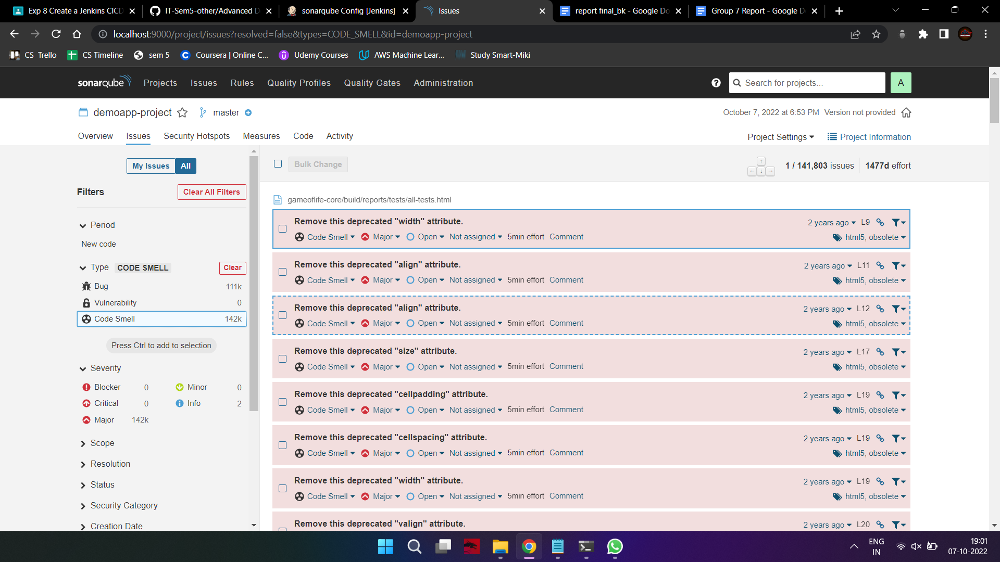 Exp 8 Create a Jenkins CICD
IT-Sem5-other/Advanced D
sonarqube Config [Jenkins]
Issues
report final_bk - Google Do
Group 7 Report - Google D
localhost:9000/project/issues?resolved=false&types=CODE_SMELL&id=demoapp-project
CS Trello
CS Timeline
sem 5
Coursera | Online C...
Udemy Courses
AWS Machine Lear...
Study Smart-Miki
sonarqube Projects Issues Rules Quality Profiles Quality Gates Administration
Search for projects...
A
demoapp-project master
October 7, 2022 at 6:53 PM Version not provided
Overview Issues Security Hotspots Measures Code Activity
Project Settings Project Information
My Issues All
Bulk Change
1 / 141,803 issues 1477d effort
Filters Clear All Filters
Period
New code
Type CODE SMELL Clear
Bug 111k
Vulnerability 0
Code Smell 142k
Press Ctrl to add to selection
Severity
Blocker 0 Minor 0
Critical 0 Info 2
Major 142k
Scope
Resolution
Status
Security Category
Creation Date
gameoflife-core/build/reports/tests/all-tests.html
Remove this deprecated "width" attribute. 2 years ago L9
Code Smell Major Open Not assigned 5min effort Comment html5, obsolete
Remove this deprecated "align" attribute. 2 years ago L11
Code Smell Major Open Not assigned 5min effort Comment html5, obsolete
Remove this deprecated "align" attribute. 2 years ago L12
Code Smell Major Open Not assigned 5min effort Comment html5, obsolete
Remove this deprecated "size" attribute. 2 years ago L17
Code Smell Major Open Not assigned 5min effort Comment html5, obsolete
Remove this deprecated "cellpadding" attribute. 2 years ago L19
Code Smell Major Open Not assigned 5min effort Comment html5, obsolete
Remove this deprecated "cellspacing" attribute. 2 years ago L19
Code Smell Major Open Not assigned 5min effort Comment html5, obsolete
Remove this deprecated "width" attribute. 2 years ago L19
Code Smell Major Open Not assigned 5min effort Comment html5, obsolete
Remove this deprecated "valign" attribute. 2 years ago L20
ENG
IN
19:01
07-10-2022